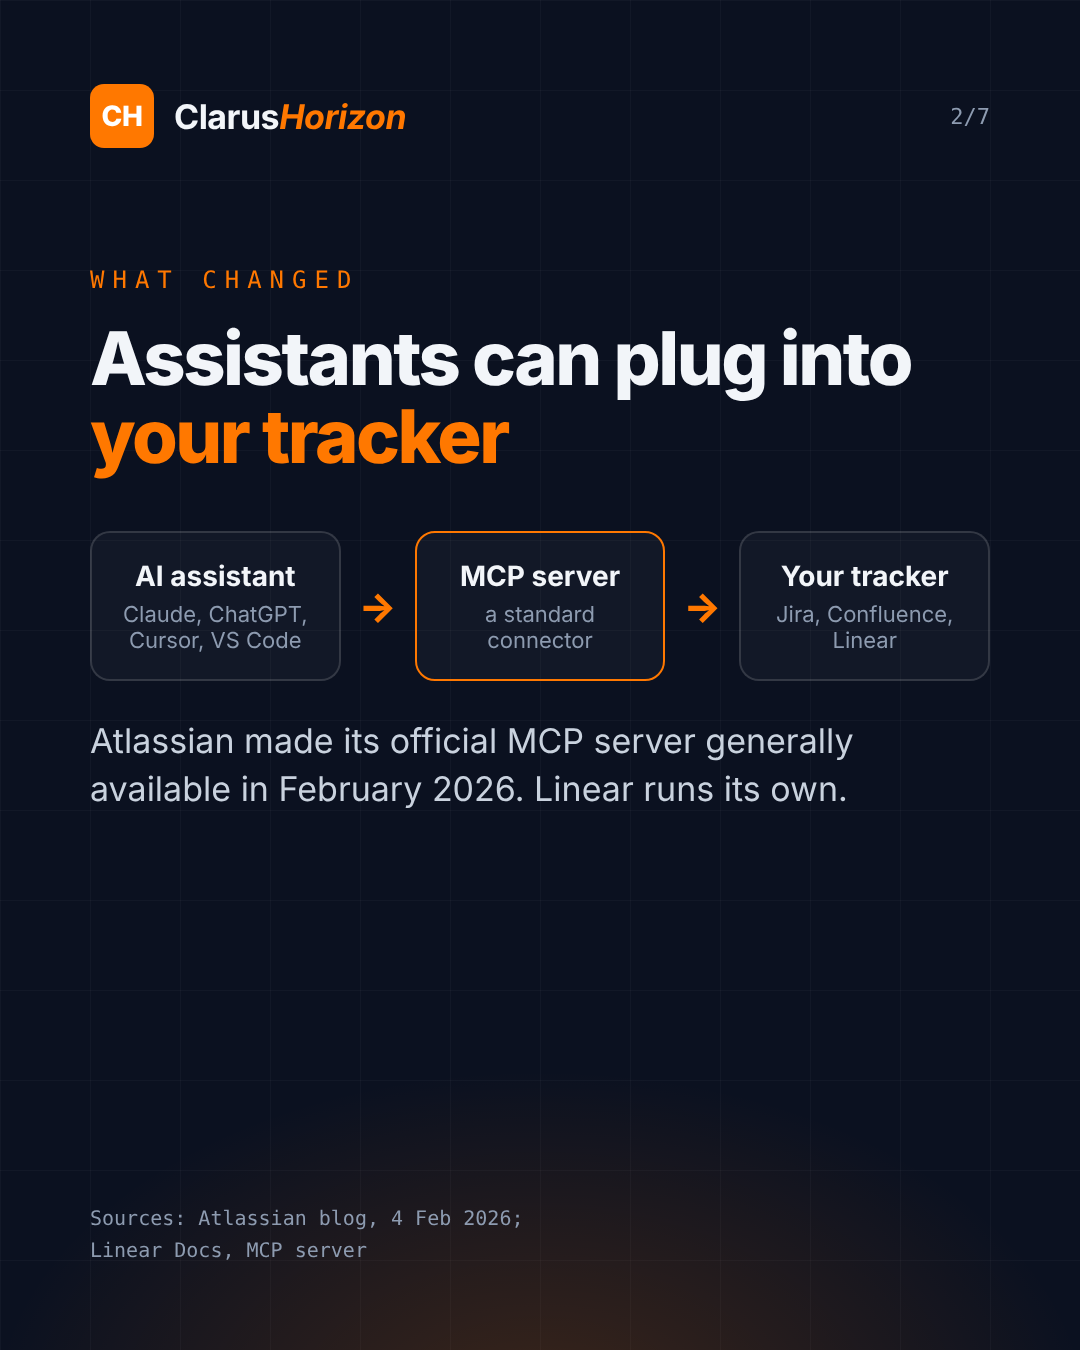 CH
ClarusHorizon
2/7
WHAT CHANGED
Assistants can plug into
your tracker
AI assistant
Claude, ChatGPT,
Cursor, VS Code
→
MCP server
a standard
connector
→
Your tracker
Jira, Confluence,
Linear
Atlassian made its official MCP server generally
available in February 2026. Linear runs its own.
Sources: Atlassian blog, 4 Feb 2026;
Linear Docs, MCP server